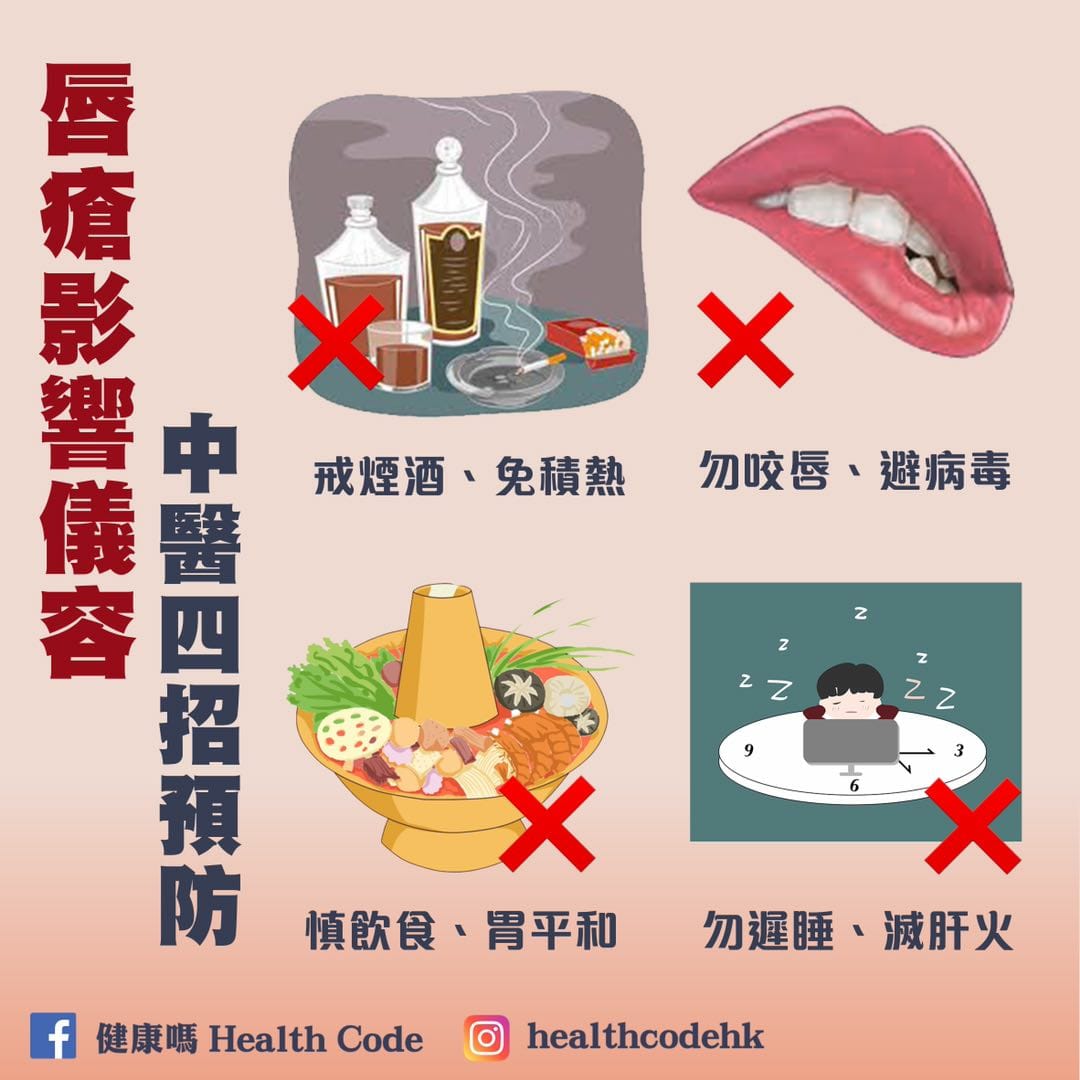 唇瘡影響儀容
中醫四招預防
戒煙酒、免積熱
勿咬唇、避病毒
慎飲食、胃平和
z
z
z
z
Z
Z
Z
9
3
6
勿遲睡、滅肝火
健康嗎 Health Code
healthcodehk